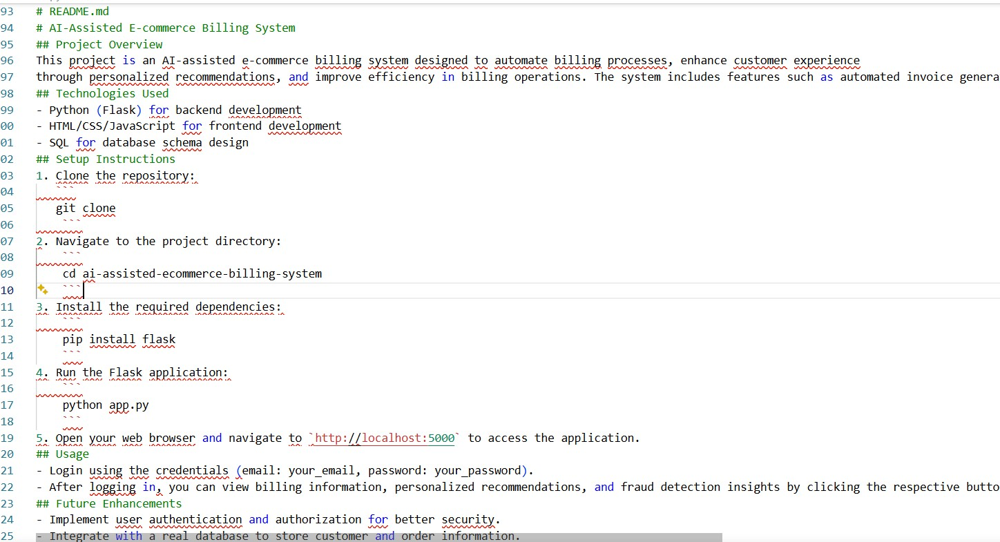 93 # README.md
94 # AI-Assisted E-commerce Billing System
95 ## Project Overview
96 This project is an AI-assisted e-commerce billing system designed to automate billing processes, enhance customer experience
97 through personalized recommendations, and improve efficiency in billing operations. The system includes features such as automated invoice genera
98 ## Technologies Used
99 - Python (Flask) for backend development
00 - HTML/CSS/JavaScript for frontend development
01 - SQL for database schema design
02 ## Setup Instructions
03 1. Clone the repository:
04 ```
05 git clone
06 ```
07 2. Navigate to the project directory:
08 ```
09 cd ai-assisted-ecommerce-billing-system
10 ```
11 3. Install the required dependencies:
12 ```
13 pip install flask
14 ```
15 4. Run the Flask application:
16 ```
17 python app.py
18 ```
19 5. Open your web browser and navigate to `http://localhost:5000` to access the application.
20 ## Usage
21 - Login using the credentials (email: your_email, password: your_password).
22 - After logging in, you can view billing information, personalized recommendations, and fraud detection insights by clicking the respective butto
23 ## Future Enhancements
24 - Implement user authentication and authorization for better security.
25 - Integrate with a real database to store customer and order information.